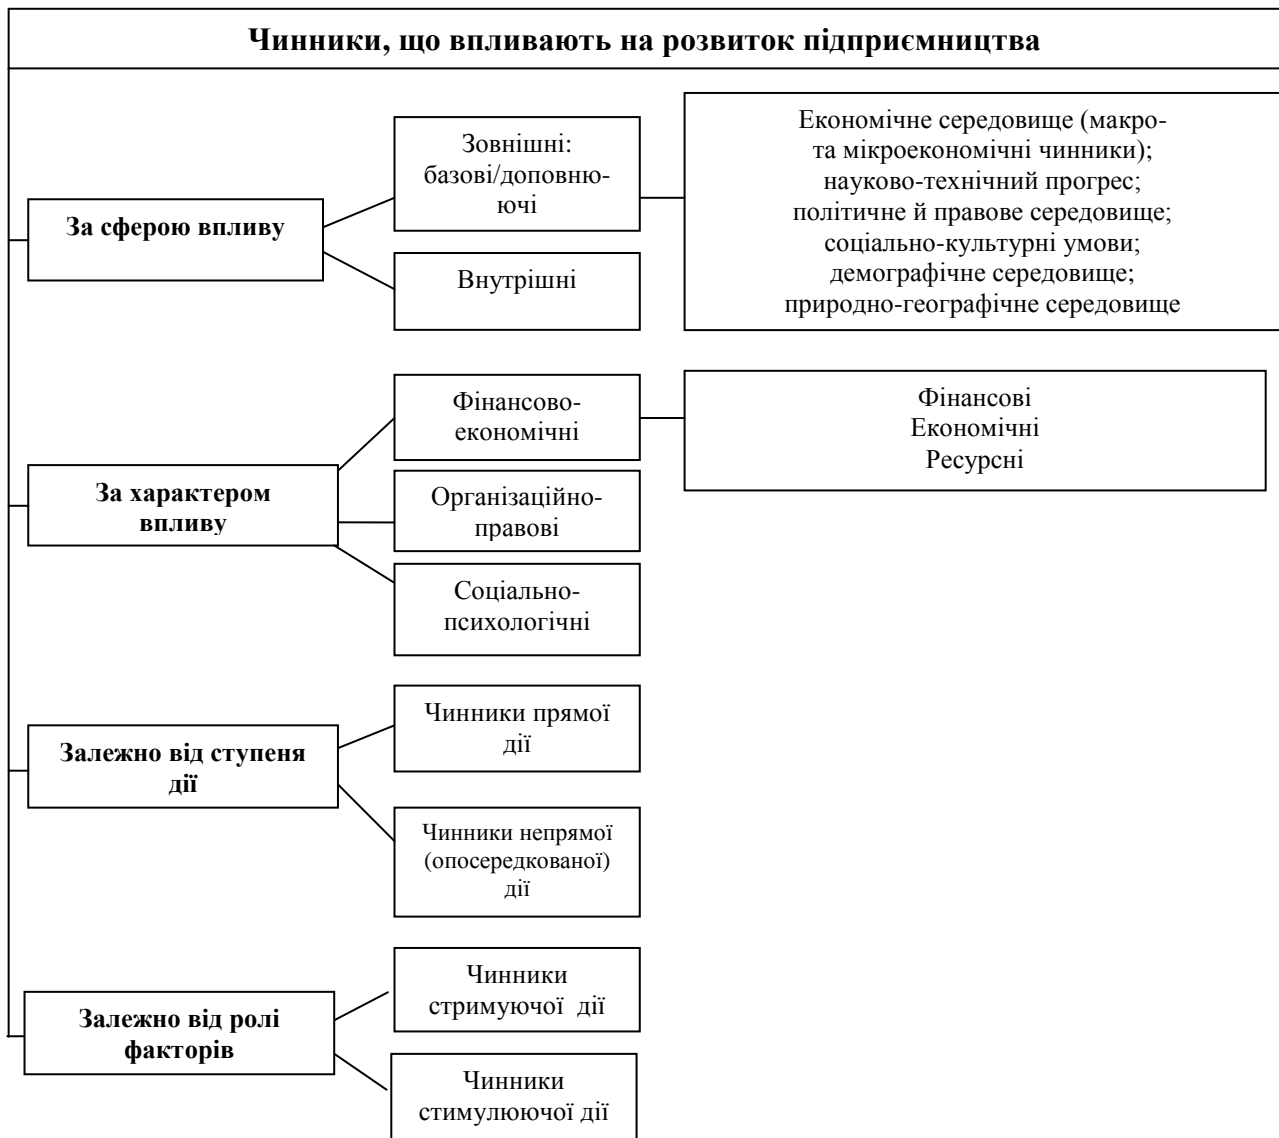 Чинники, що впливають на розвиток підприємництва
За сферою впливу
Зовнішні:
базові/доповню-
ючі
Внутрішні
Економічне середовище (макро-
та мікроекономічні чинники);
науково-технічний прогрес;
політичне й правове середовище;
соціально-культурні умови;
демографічне середовище;
природно-географічне середовище
За характером
впливу
Фінансово-
економічні
Організаційно-
правові
Соціально-
психологічні
Фінансові
Економічні
Ресурсні
Залежно від ступеня
дії
Чинники прямої
дії
Чинники непрямої
(опосередкованої)
дії
Залежно від ролі
факторів
Чинники
стримуючої дії
Чинники
стимулюючої дії